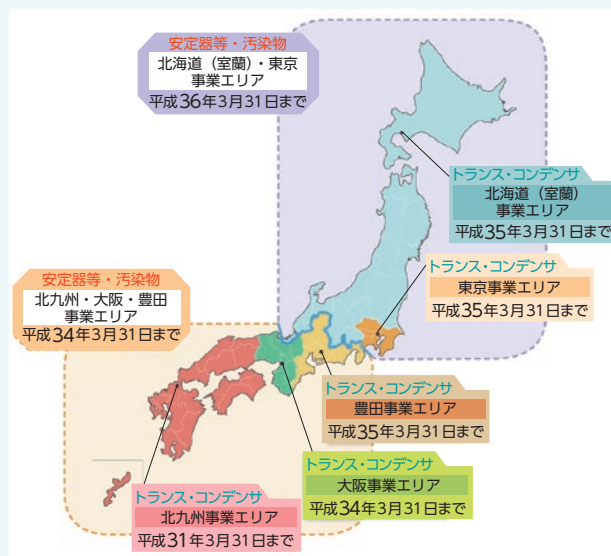 安定器等・汚染物
北海道（室蘭）・東京
事業エリア
平成36年3月31日まで
トランス・コンデンサ
北海道（室蘭）
事業エリア
平成35年3月31日まで
トランス・コンデンサ
東京事業エリア
平成35年3月31日まで
安定器等・汚染物
北九州・大阪・豊田
事業エリア
平成34年3月31日まで
トランス・コンデンサ
豊田事業エリア
平成35年3月31日まで
トランス・コンデンサ
大阪事業エリア
平成34年3月31日まで
トランス・コンデンサ
北九州事業エリア
平成31年3月31日まで